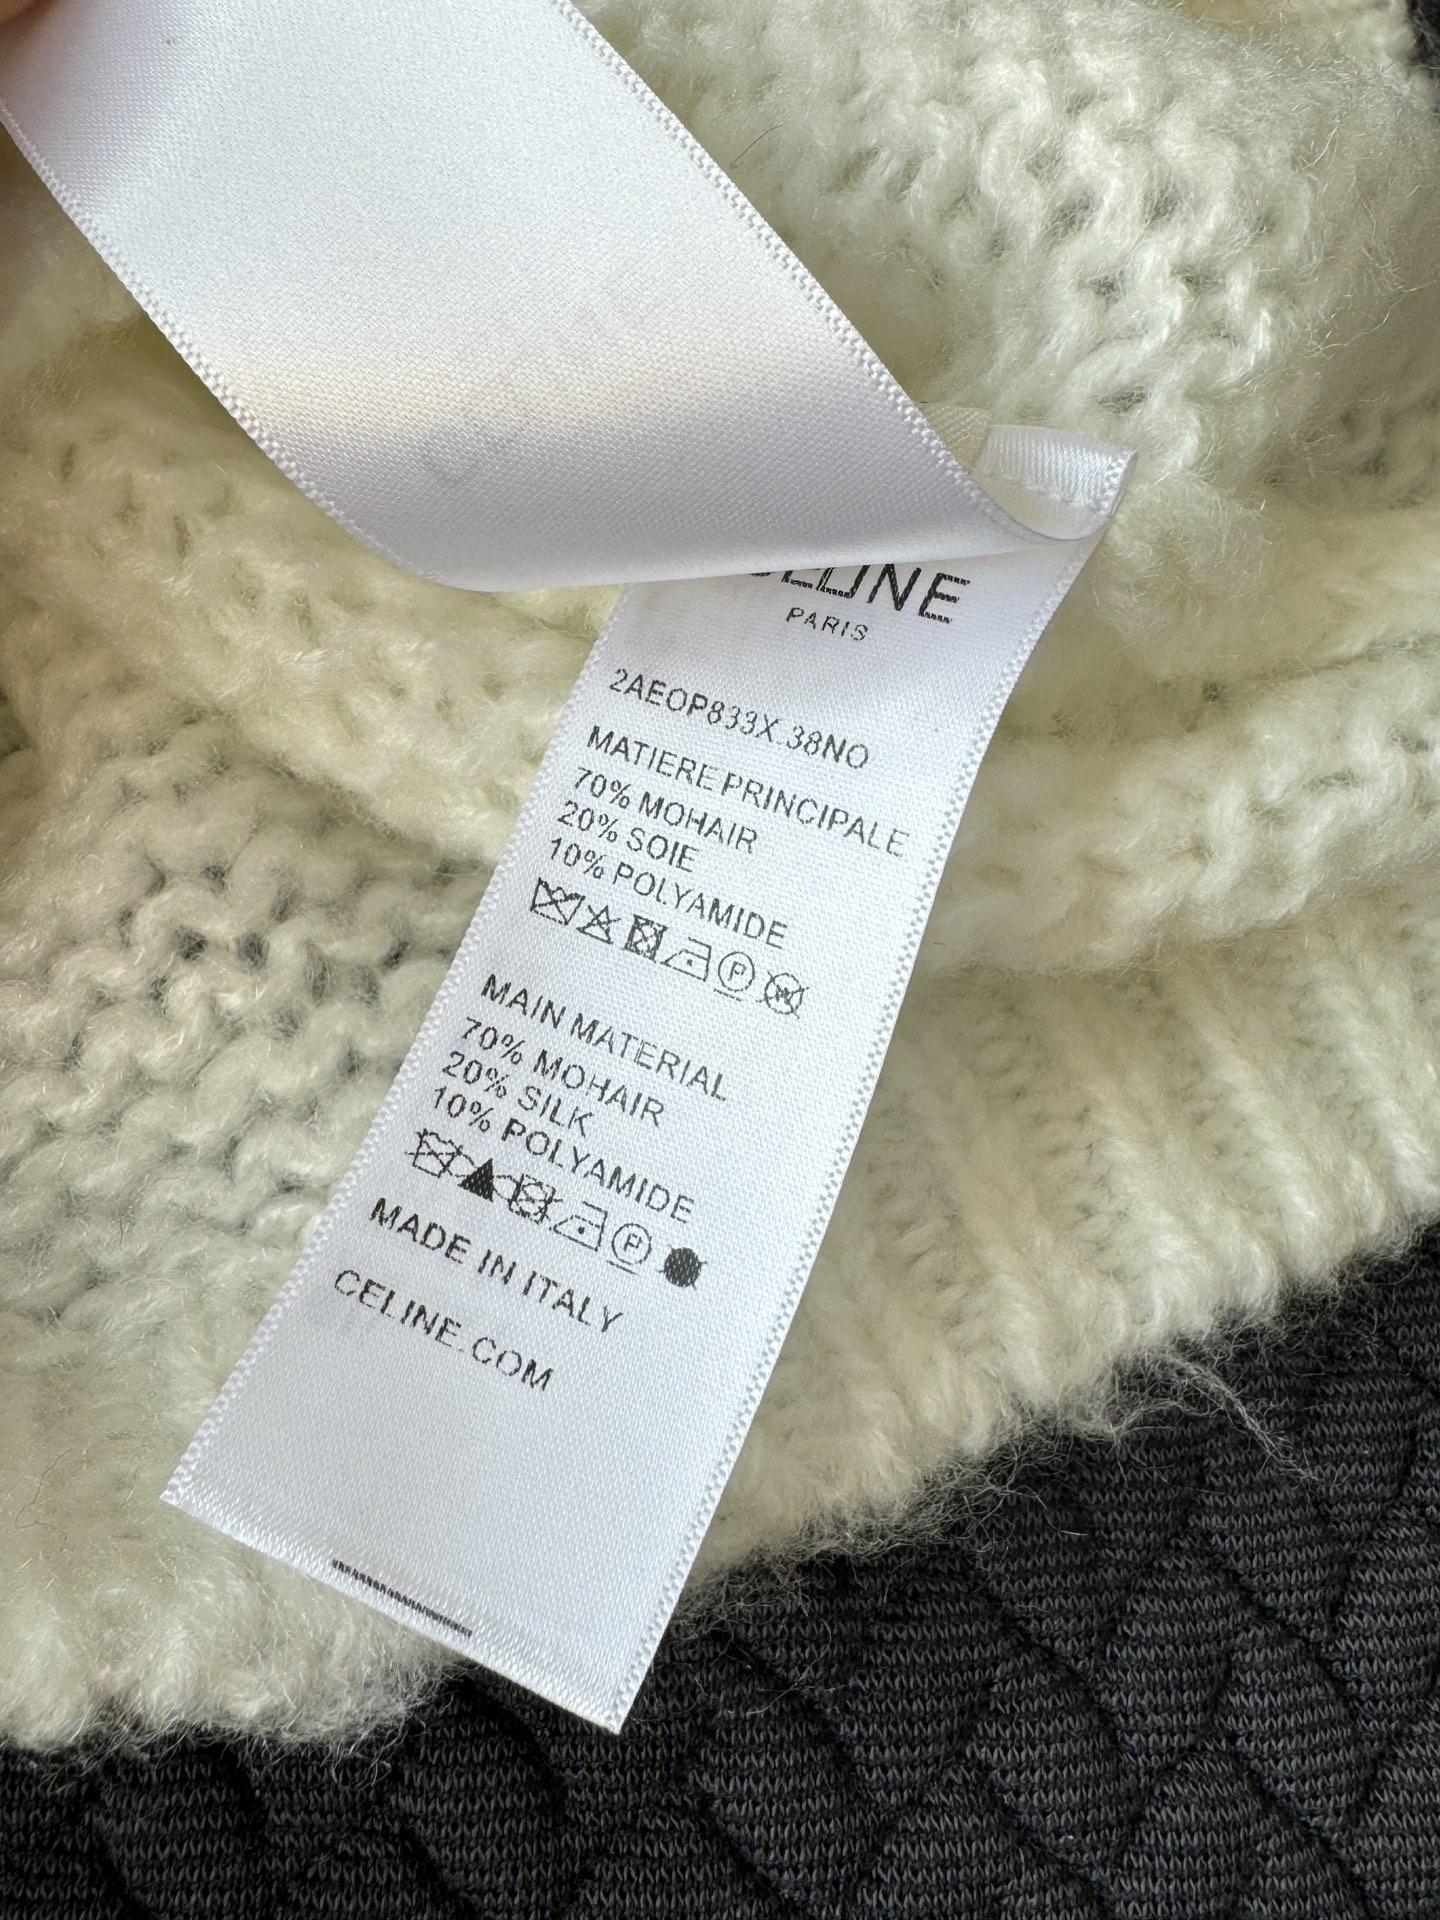 CELINE
PARIS
2AEOP833X.38NO
MATIERE PRINCIPALE
70% MOHAIR
20% SOIE
10% POLYAMIDE
P W
MAIN MATERIAL
70% MOHAIR
20% SILK
10% POLYAMIDE
P
MADE IN ITALY
CELINE.COM